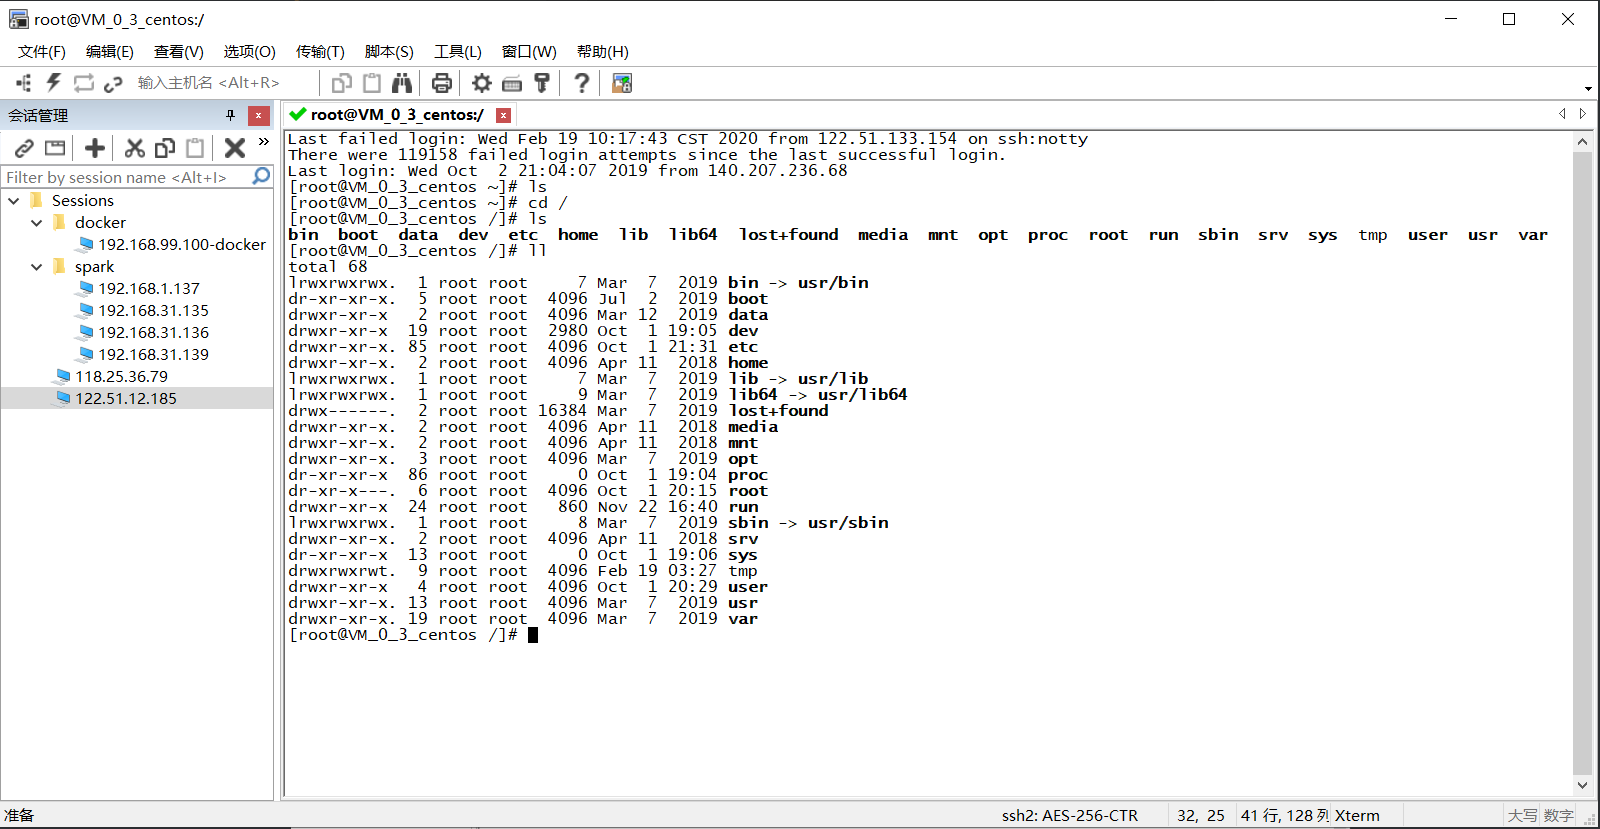 root@VM_0_3_centos:/
文件(F) 编辑(E) 查看(V) 选项(O) 传输(T) 脚本(S) 工具(L) 窗口(W) 帮助(H)
输入主机名 <Alt+R>
会话管理
Filter by session name <Alt+I>
Sessions
docker
192.168.99.100-docker
spark
192.168.1.137
192.168.31.135
192.168.31.136
192.168.31.139
118.25.36.79
122.51.12.185
root@VM_0_3_centos:/
Last failed login: Wed Feb 19 10:17:43 CST 2020 from 122.51.133.154 on ssh:notty
There were 119158 failed login attempts since the last successful login.
Last login: Wed Oct  2 21:04:07 2019 from 140.207.236.68
[root@VM_0_3_centos ~]# ls
[root@VM_0_3_centos ~]# cd /
[root@VM_0_3_centos /]# ls
bin  boot  data  dev  etc  home  lib  lib64  lost+found  media  mnt  opt  proc  root  run  sbin  srv  sys  tmp  user  usr  var
[root@VM_0_3_centos /]# ll
total 68
lrwxrwxrwx.  1 root root     7 Mar  7  2019 bin -> usr/bin
dr-xr-xr-x.  5 root root  4096 Jul  2  2019 boot
drwxr-xr-x   2 root root  4096 Mar 12  2019 data
drwxr-xr-x  19 root root  2980 Oct  1 19:05 dev
drwxr-xr-x. 85 root root  4096 Oct  1 21:31 etc
drwxr-xr-x.  2 root root  4096 Apr 11  2018 home
lrwxrwxrwx.  1 root root     7 Mar  7  2019 lib -> usr/lib
lrwxrwxrwx.  1 root root     9 Mar  7  2019 lib64 -> usr/lib64
drwx------.  2 root root 16384 Mar  7  2019 lost+found
drwxr-xr-x.  2 root root  4096 Apr 11  2018 media
drwxr-xr-x.  2 root root  4096 Apr 11  2018 mnt
drwxr-xr-x.  3 root root  4096 Mar  7  2019 opt
dr-xr-xr-x  86 root root     0 Oct  1 19:04 proc
dr-xr-x---.  6 root root  4096 Oct  1 20:15 root
drwxr-xr-x  24 root root   860 Nov 22 16:40 run
lrwxrwxrwx.  1 root root     8 Mar  7  2019 sbin -> usr/sbin
drwxr-xr-x.  2 root root  4096 Apr 11  2018 srv
dr-xr-xr-x  13 root root     0 Oct  1 19:06 sys
drwxrwxrwt.  9 root root  4096 Feb 19 03:27 tmp
drwxr-xr-x   4 root root  4096 Oct  1 20:29 user
drwxr-xr-x. 13 root root  4096 Mar  7  2019 usr
drwxr-xr-x. 19 root root  4096 Mar  7  2019 var
[root@VM_0_3_centos /]#
准备 ssh2: AES-256-CTR 32, 25 41 行, 128 列 Xterm 大写 数字